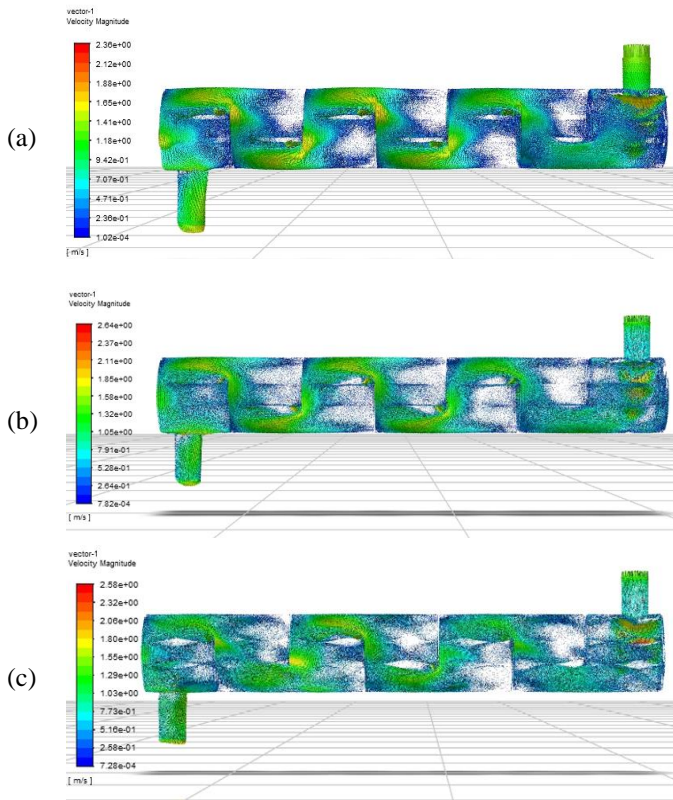 vector-1
Velocity Magnitude
2.36e+00
2.12e+00
1.88e+00
1.65e+00
1.41e+00
1.18e+00
9.42e-01
7.07e-01
4.71e-01
2.36e-01
1.02e-04
[ m/s ]
(a)
vector-1
Velocity Magnitude
2.64e+00
2.37e+00
2.11e+00
1.85e+00
1.58e+00
1.32e+00
1.05e+00
7.91e-01
5.28e-01
2.64e-01
7.82e-04
[ m/s ]
(b)
vector-1
Velocity Magnitude
2.58e+00
2.32e+00
2.06e+00
1.80e+00
1.55e+00
1.29e+00
1.03e+00
7.73e-01
5.16e-01
2.58e-01
7.28e-04
[ m/s ]
(c)